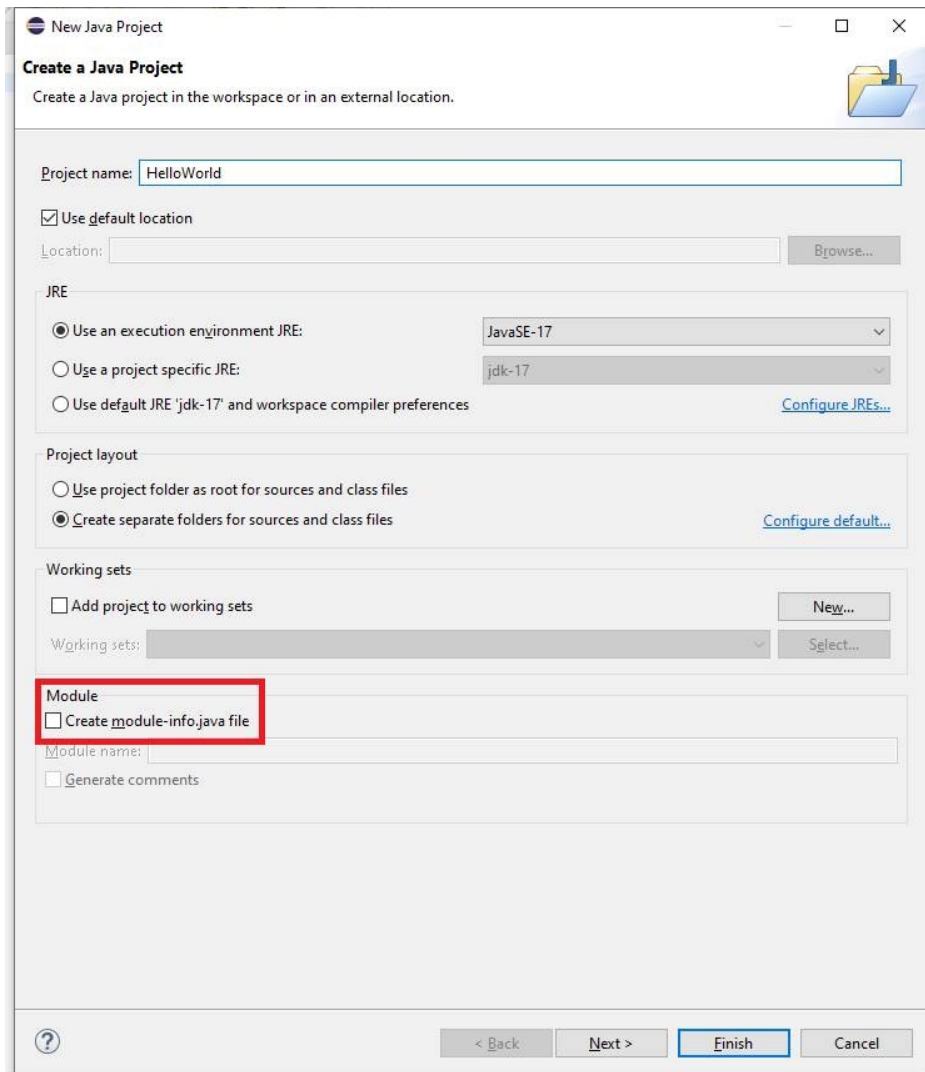 New Java Project
Create a Java Project
Create a Java project in the workspace or in an external location.
Project name: HelloWorld
Use default location
Location: Browse...
JRE
Use an execution environment JRE: JavaSE-17
Use a project specific JRE: jdk-17
Use default JRE 'jdk-17' and workspace compiler preferences Configure JREs...
Project layout
Use project folder as root for sources and class files
Create separate folders for sources and class files Configure default...
Working sets
Add project to working sets New...
Working sets: Select...
Module
Create module-info.java file
Module name:
Generate comments
? < Back Next > Finish Cancel